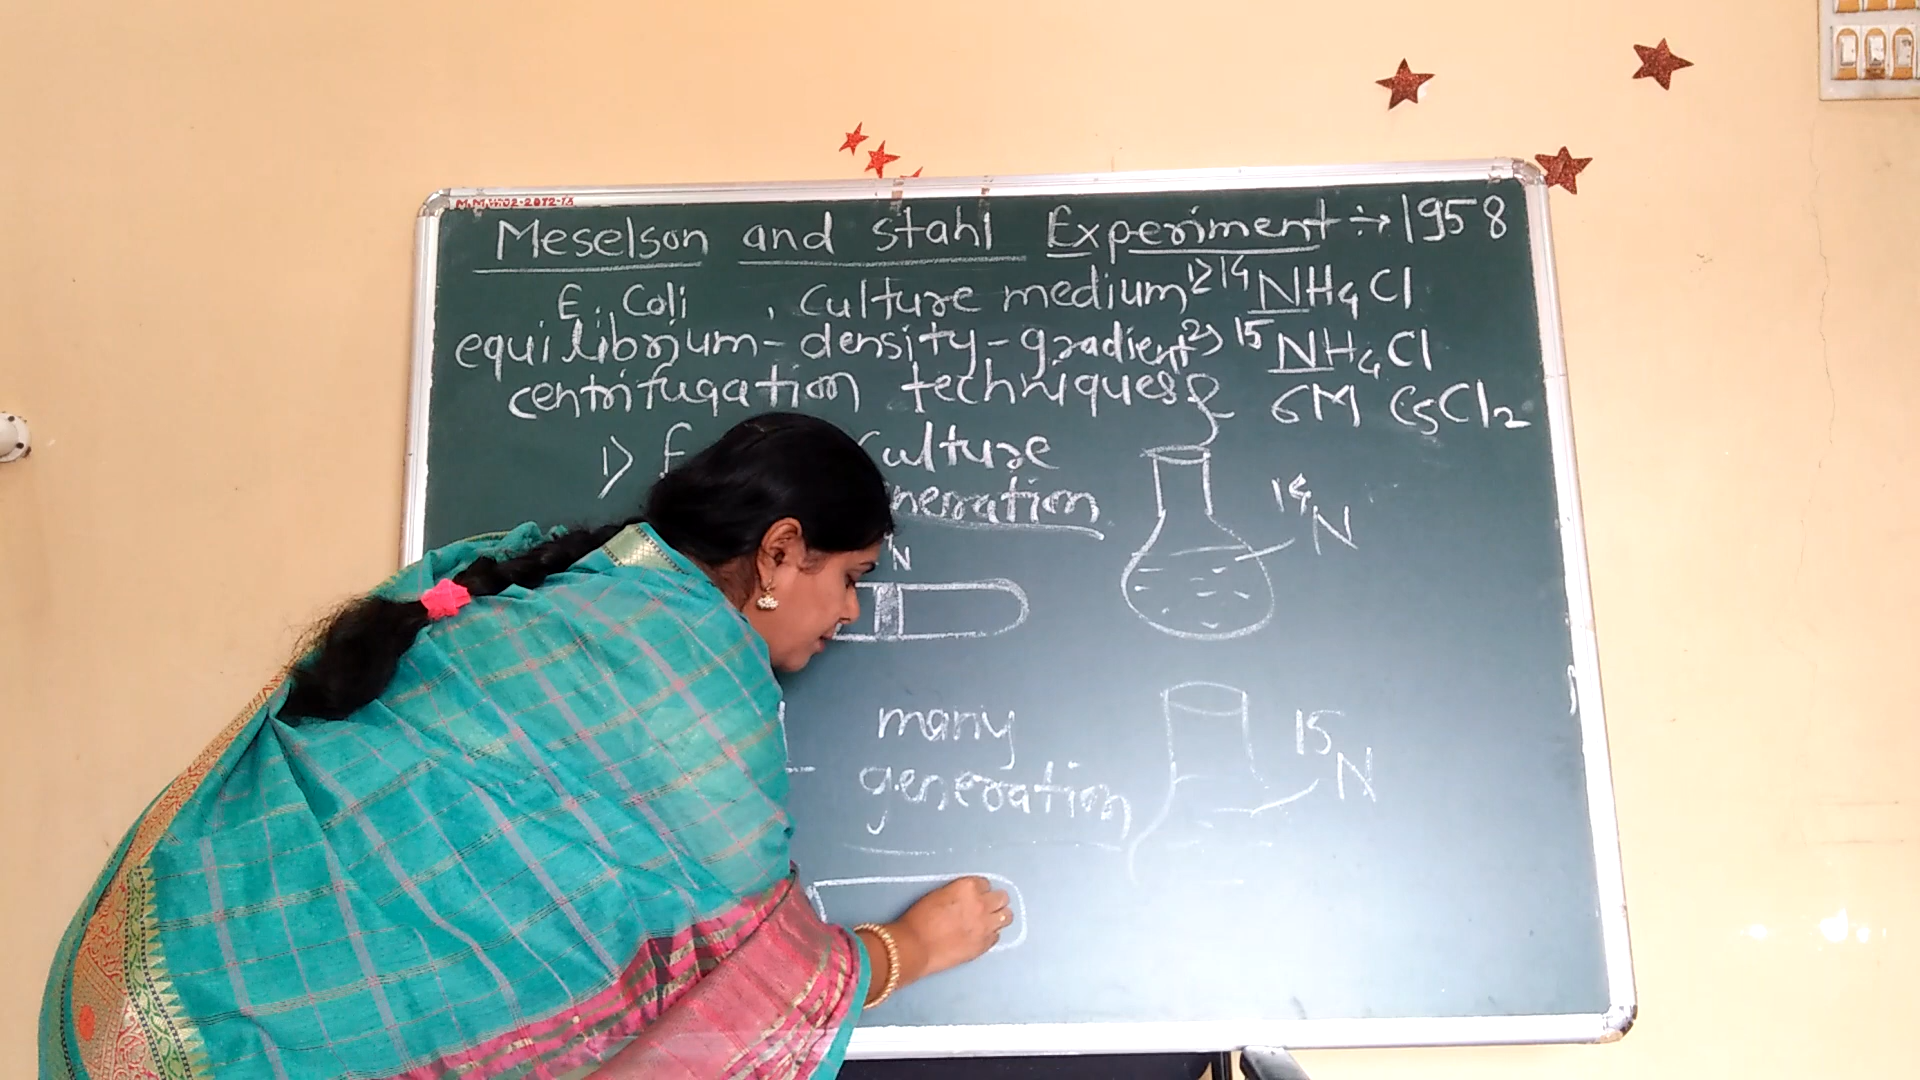 Meselson and Stahl Experiment :→ 1958
E. Coli , Culture medium 1) ¹⁴NH₄Cl
equilibrium-density-gradient 2) ¹⁵NH₄Cl
centrifugation techniques & 6M CsCl₂
1) E culture
neration ¹⁴N
N
many
generation ¹⁵N